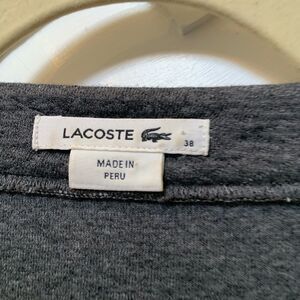 LACOSTE
38
MADE IN
PERU